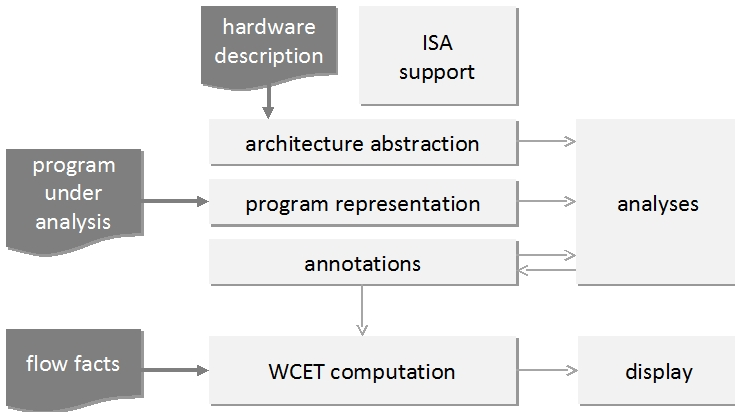 hardware
description
ISA
support
architecture abstraction
program
under
analysis
program representation
analyses
annotations
flow facts
WCET computation
display